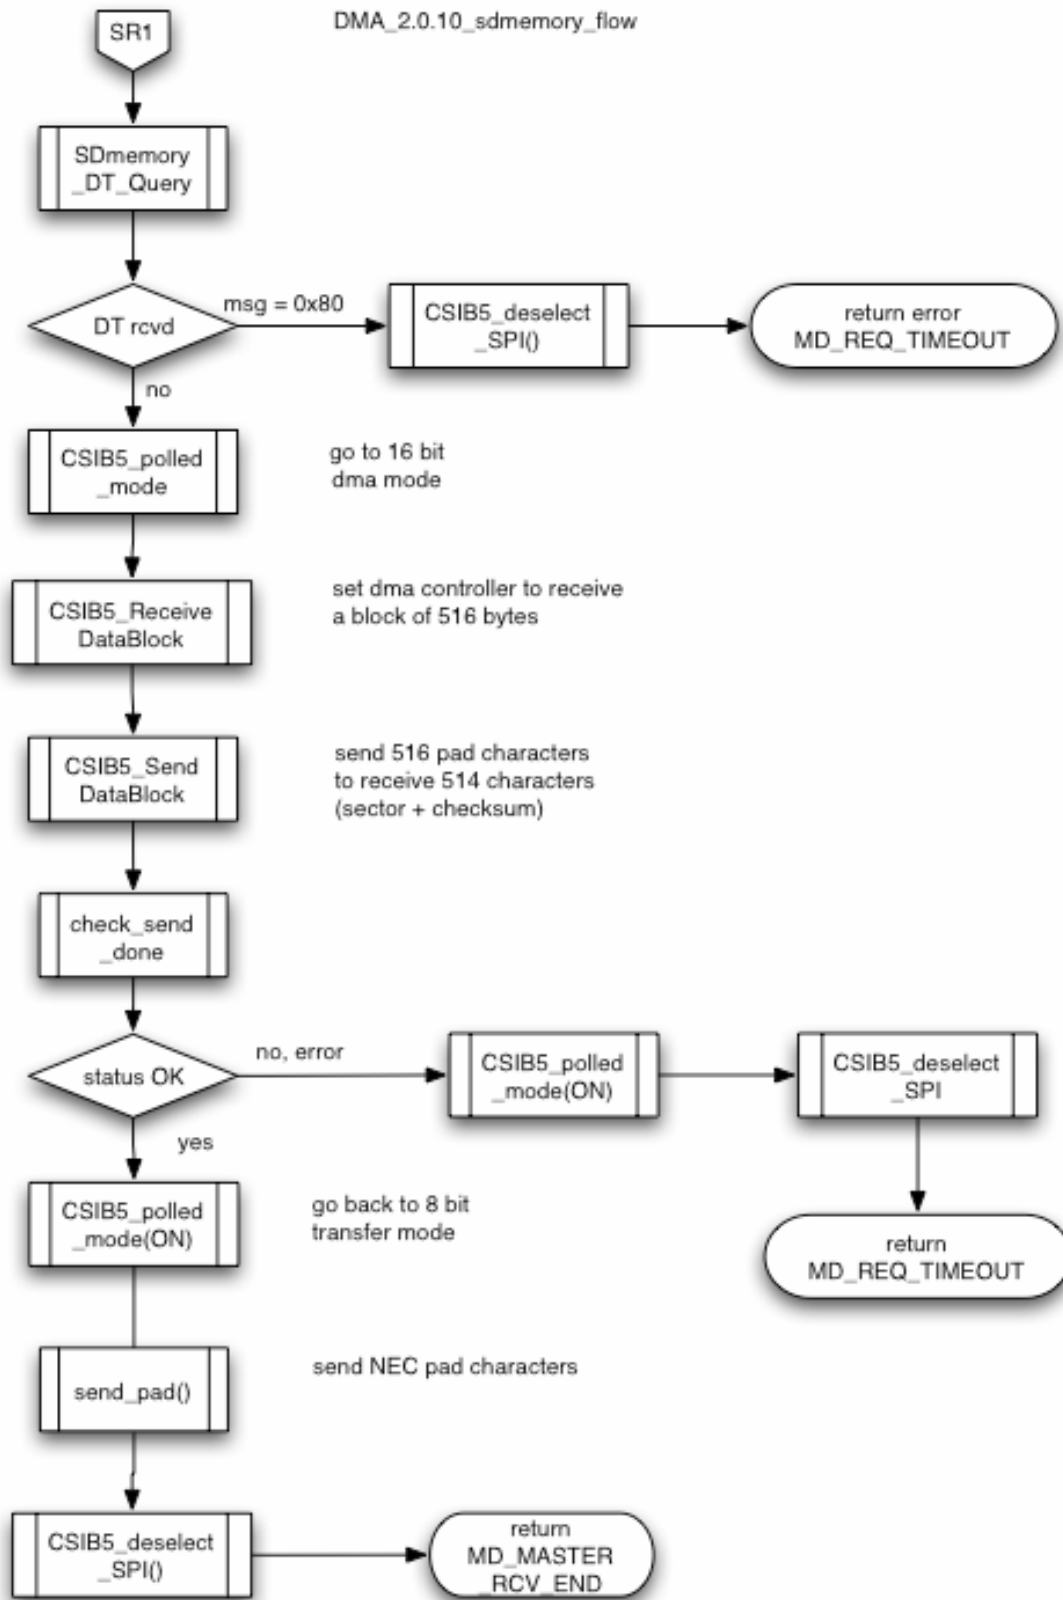 SR1
DMA_2.0.10_sdmemory_flow
SDmemory
_DT_Query
DT rcvd
msg = 0x80
CSIB5_deselect
_SPI()
return error
MD_REQ_TIMEOUT
no
CSIB5_polled
_mode
go to 16 bit
dma mode
CSIB5_Receive
DataBlock
set dma controller to receive
a block of 516 bytes
CSIB5_Send
DataBlock
send 516 pad characters
to receive 514 characters
(sector + checksum)
check_send
_done
status OK
no, error
CSIB5_polled
_mode(ON)
CSIB5_deselect
_SPI
yes
CSIB5_polled
_mode(ON)
go back to 8 bit
transfer mode
return
MD_REQ_TIMEOUT
send_pad()
send NEC pad characters
CSIB5_deselect
_SPI()
return
MD_MASTER
_RCV_END